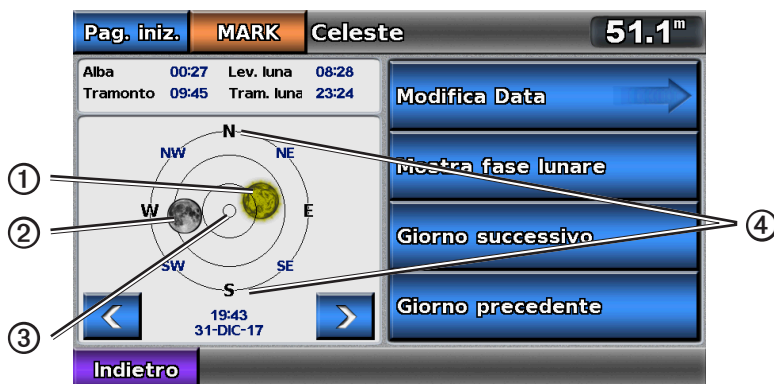 Pag. iniz. MARK Celeste 51.1 m
Alba 00:27 Lev. luna 08:28
Tramonto 09:45 Tram. luna 23:24
Modifica Data
Mostra fase lunare
Giorno successivo
Giorno precedente
N
NW NE
W E
SW SE
S
19:43
31-DIC-17
Indietro
①
②
③
④